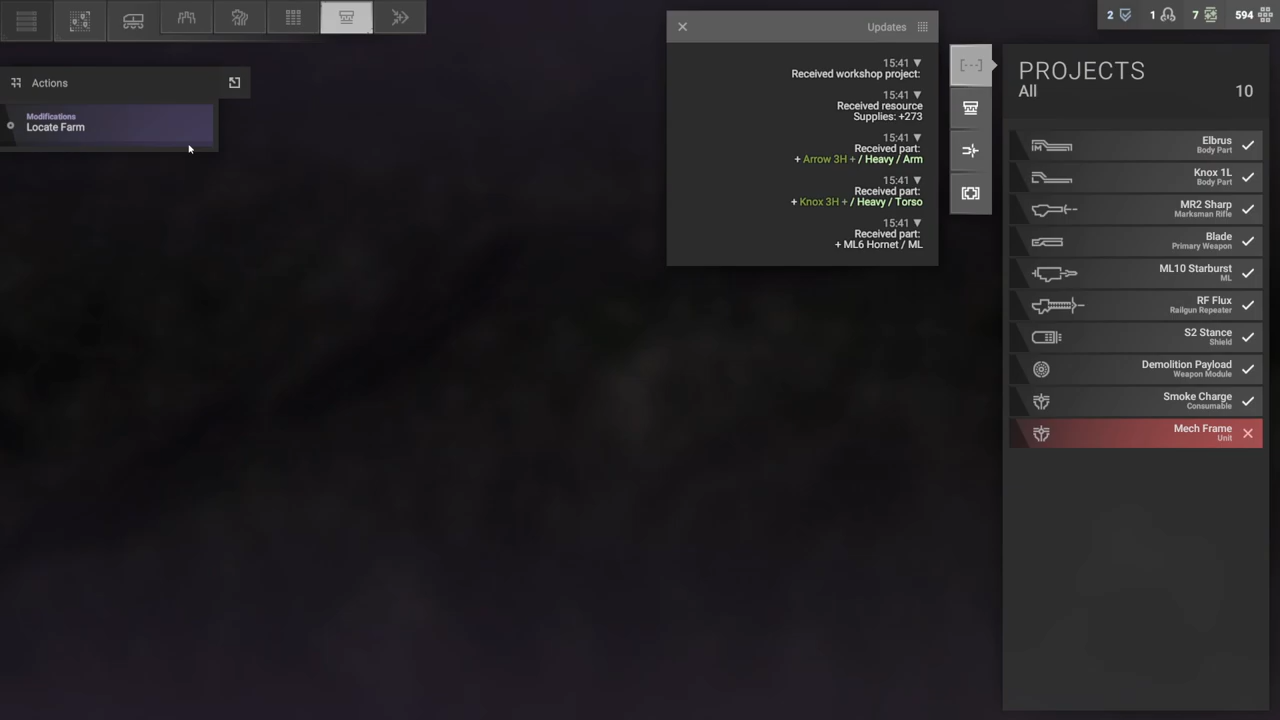 2
1
7
594
Actions
Modifications
Locate Farm
Updates
15:41
Received workshop project:
15:41
Received resource
Supplies: +273
15:41
Received part:
+ Arrow 3H + / Heavy / Arm
15:41
Received part:
+ Knox 3H + / Heavy / Torso
15:41
Received part:
+ ML6 Hornet / ML
PROJECTS
All 10
Elbrus
Body Part
Knox 1L
Body Part
MR2 Sharp
Marksman Rifle
Blade
Primary Weapon
ML10 Starburst
ML
RF Flux
Railgun Repeater
S2 Stance
Shield
Demolition Payload
Weapon Module
Smoke Charge
Consumable
Mech Frame
Unit